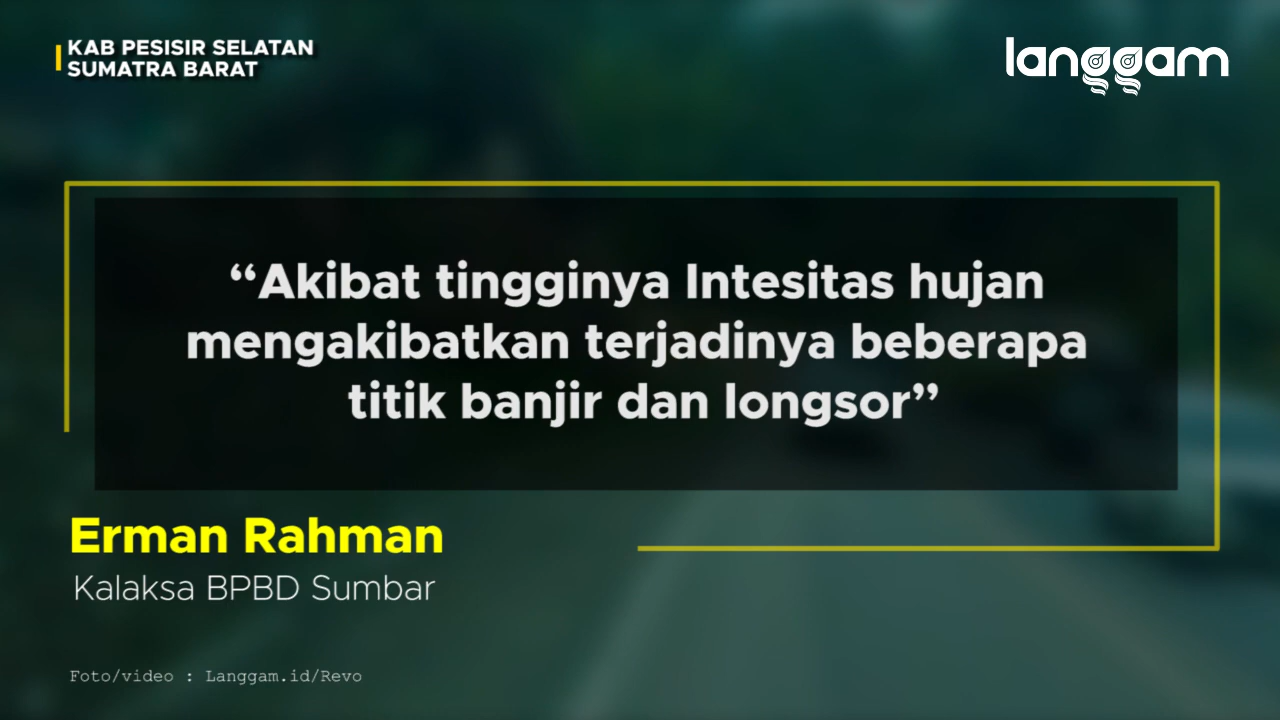 KAB PESISIR SELATAN
SUMATRA BARAT
langgam
“Akibat tingginya Intesitas hujan
mengakibatkan terjadinya beberapa
titik banjir dan longsor”
Erman Rahman
Kalaksa BPBD Sumbar
Foto/video : Langgam.id/Revo